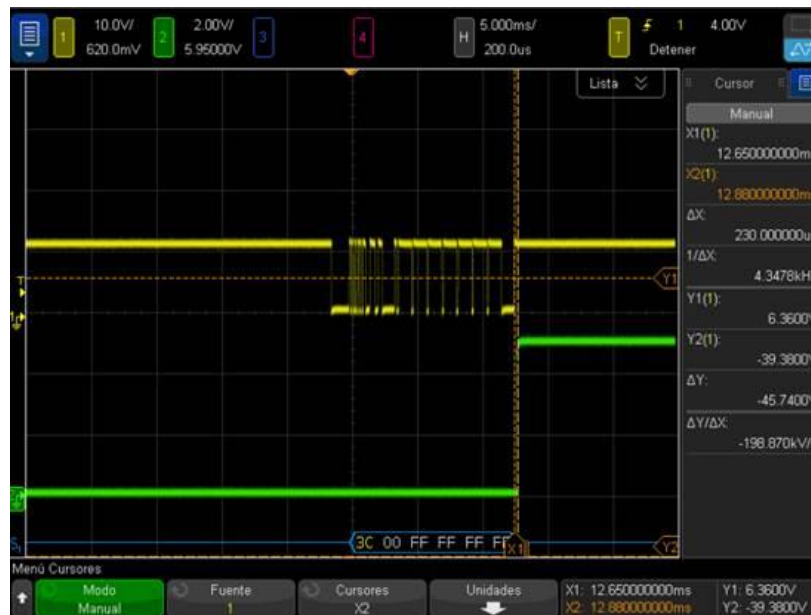 1 10.0V/ 620.0mV 2 2.00V/ 5.95000V 3 4 H 5.000ms/ 200.0us T 1 4.00V Detener
Lista
Cursor
Manual
X1(1):
12.650000000m
X2(1):
12.880000000m
ΔX:
230.000000u
1/ΔX:
4.3478kH
Y1(1):
6.3600
Y2(1):
-39.3800
ΔY:
-45.7400
ΔY/ΔX:
-198.870kV/
T
Y1
3C 00 FF FF FF FF
X1
Y2
S1
Menú Cursores
Modo Manual
Fuente 1
Cursores X2
Unidades
X1: 12.650000000ms
X2: 12.880000000ms
Y1: 6.3600V
Y2: -39.380